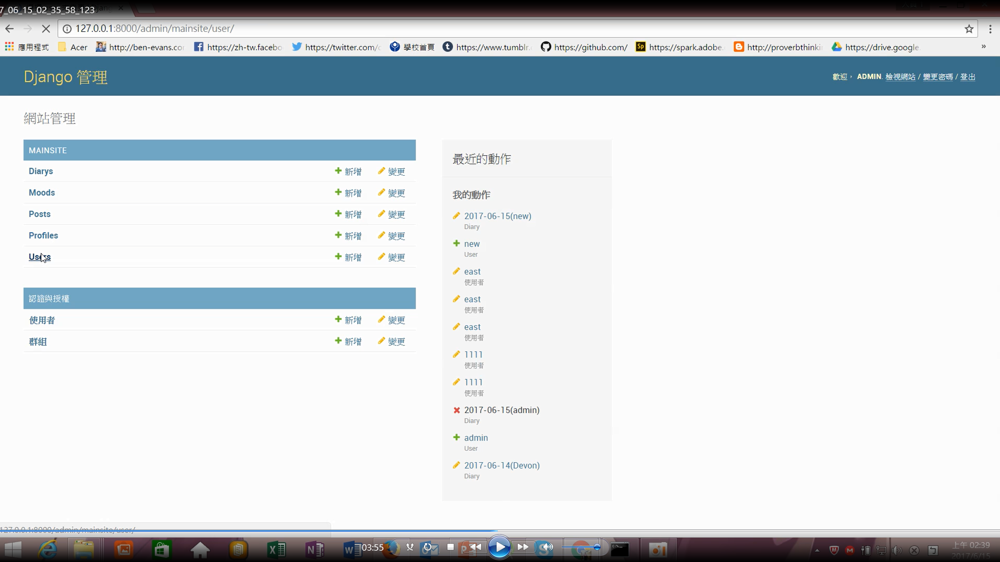 7_06_15_02_35_58_123
127.0.0.1:8000/admin/mainsite/user/
應用程式 Acer http://ben-evans.cor https://zh-tw.facebo https://twitter.com/ 學校首頁 https://www.tumblr. https://github.com/ https://spark.adobe. http://proverbthinki https://drive.google. »
Django 管理
歡迎， ADMIN. 檢視網站 / 變更密碼 / 登出
網站管理
MAINSITE
Diarys 新增 變更
Moods 新增 變更
Posts 新增 變更
Profiles 新增 變更
Users 新增 變更
認證與授權
使用者 新增 變更
群組 新增 變更
最近的動作
我的動作
2017-06-15(new)
Diary
new
User
east
使用者
east
使用者
east
使用者
1111
使用者
1111
使用者
2017-06-15(admin)
Diary
admin
User
2017-06-14(Devon)
Diary
127.0.0.1:8000/admin/mainsite/user/
03:55
上午 02:39
2017/6/15